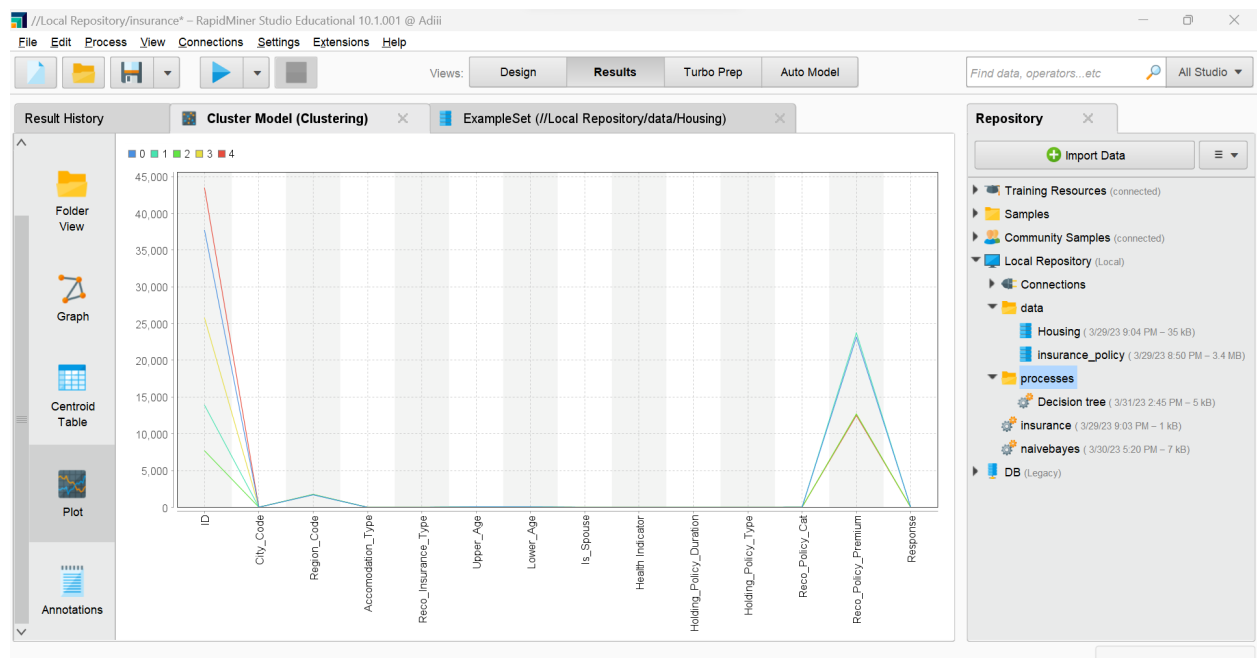 //Local Repository/insurance* – RapidMiner Studio Educational 10.1.001 @ Adiii
File Edit Process View Connections Settings Extensions Help
Views: Design Results Turbo Prep Auto Model
Find data, operators...etc
All Studio
Result History
Cluster Model (Clustering)
ExampleSet (//Local Repository/data/Housing)
Folder
View
Graph
Centroid
Table
Plot
Annotations
0 1 2 3 4
45,000
40,000
35,000
30,000
25,000
20,000
15,000
10,000
5,000
0
ID
City_Code
Region_Code
Accomodation_Type
Reco_Insurance_Type
Upper_Age
Lower_Age
Is_Spouse
Health Indicator
Holding_Policy_Duration
Holding_Policy_Type
Reco_Policy_Cat
Reco_Policy_Premium
Response
Repository
Import Data
Training Resources (connected)
Samples
Community Samples (connected)
Local Repository (Local)
Connections
data
Housing ( 3/29/23 9:04 PM – 35 kB)
insurance_policy ( 3/29/23 8:50 PM – 3.4 MB)
processes
Decision tree ( 3/31/23 2:45 PM – 5 kB)
insurance ( 3/29/23 9:03 PM – 1 kB)
naivebayes ( 3/30/23 5:20 PM – 7 kB)
DB (Legacy)